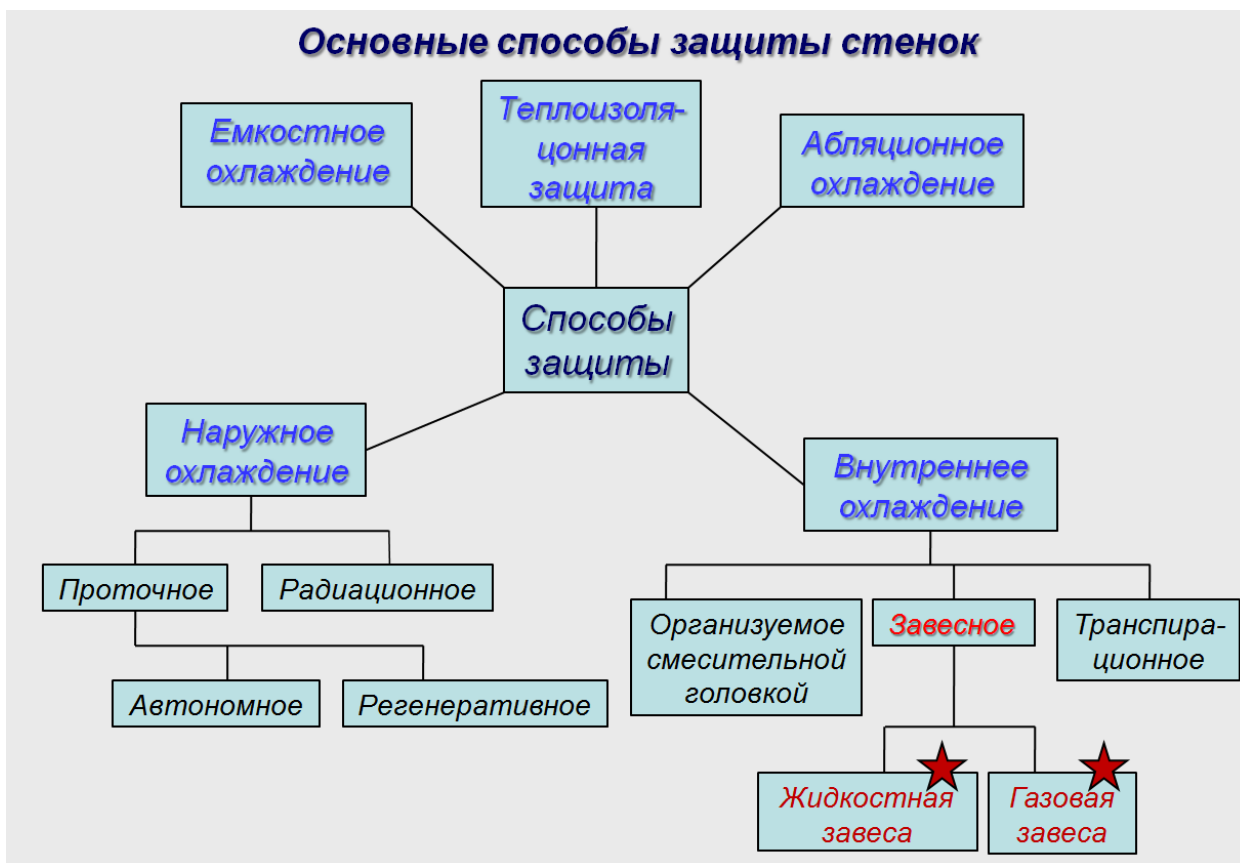 Основные способы защиты стенок
Емкостное
охлаждение
Теплоизоля-
цонная
защита
Абляционное
охлаждение
Способы
защиты
Наружное
охлаждение
Внутреннее
охлаждение
Проточное
Радиационное
Автономное
Регенеративное
Организуемое
смесительной
головкой
Завесное
Транспира-
ционное
Жидкостная
завеса
Газовая
завеса